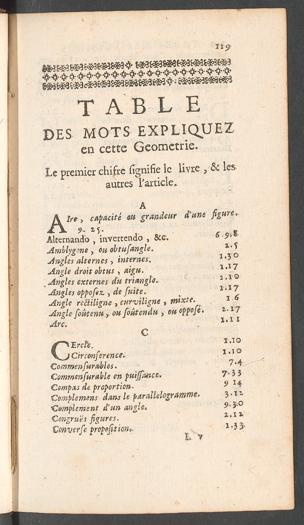 119
TABLE
DES MOTS EXPLIQUEZ
en cette Geometrie.
Le premier chifre signifie le livre, & les
autres l'article.
A
AIre, capacité ou grandeur d'une figure.
9. 25.
Alternando, invertendo, &c. 6.9.8
Amblygone, ou obtusangle. 2.5
Angles alternes, internes. 1.30
Angle droit obtus, aigu. 1.17
Angles externes du triangle. 2.10
Angles opposez, de suite. 1.17
Angle rectiligne, curviligne, mixte. 1 6
Angle soûtenu, ou soûtendu, ou opposé. 2.17
Arc. 1.11
C
CErcle. 1.10
Circonference. 1.10
Commensurables. 7.4
Commensurable en puissance. 7.33
Compas de proportion. 9 14
Complemens dans le parallelogramme. 3.12
Complement d'un angle. 9.30
Congruës figures. 2.12
Converse proposition. 1.33
L v